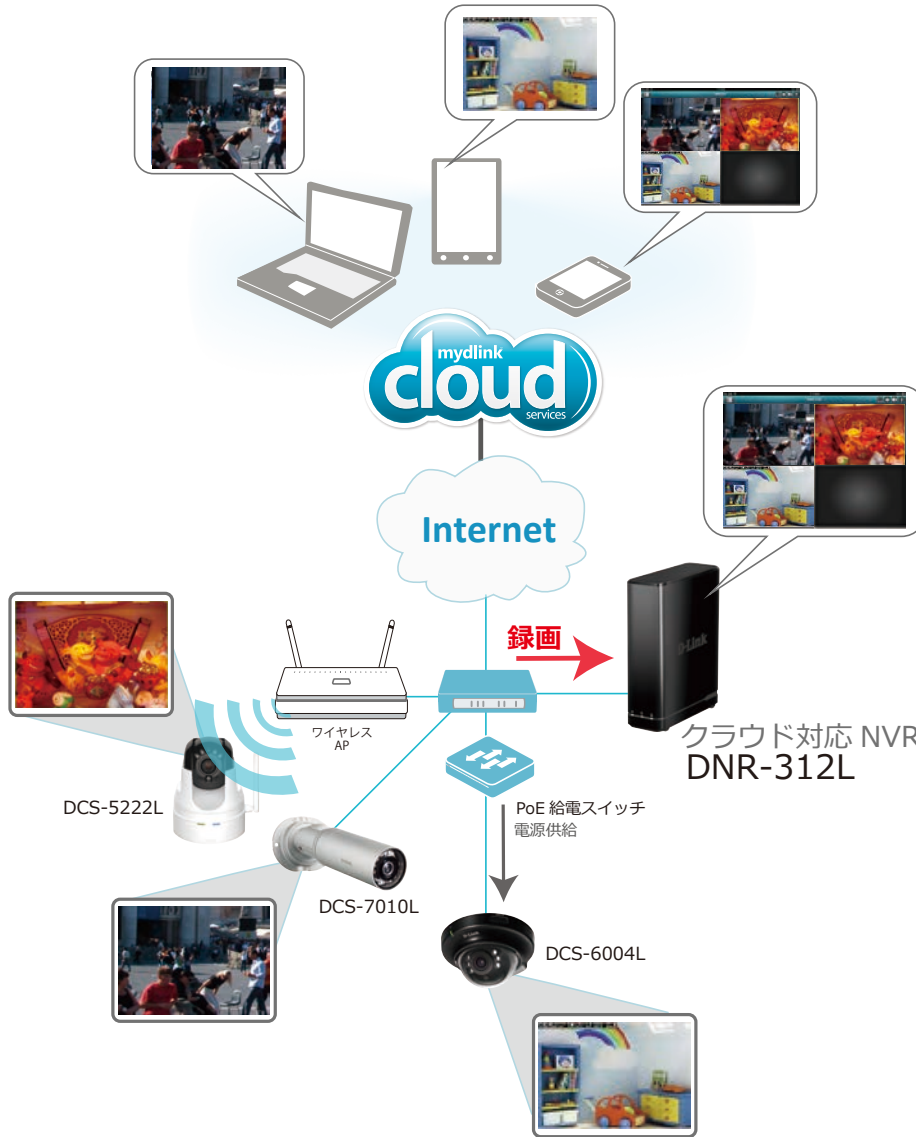 mydlink
cloud
services
Internet
録画
D-Link
クラウド対応 NVR
DNR-312L
ワイヤレス
AP
DCS-5222L
PoE 給電スイッチ
電源供給
DCS-7010L
DCS-6004L